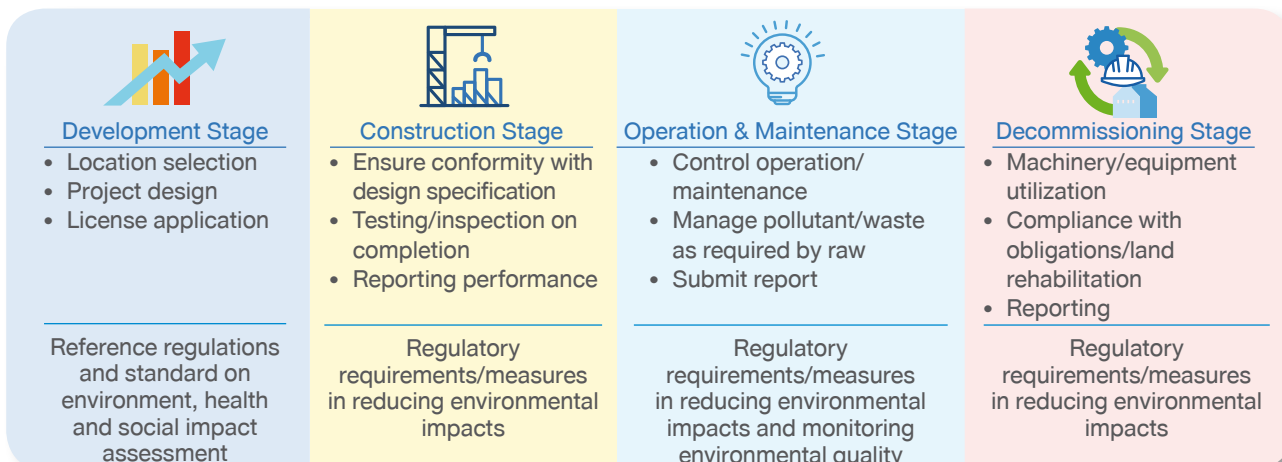 Development Stage
• Location selection
• Project design
• License application
Reference regulations
and standard on
environment, health
and social impact
assessment
Construction Stage
• Ensure conformity with
design specification
• Testing/inspection on
completion
• Reporting performance
Regulatory
requirements/measures
in reducing environmental
impacts
Operation & Maintenance Stage
• Control operation/
maintenance
• Manage pollutant/waste
as required by raw
• Submit report
Regulatory
requirements/measures
in reducing environmental
impacts and monitoring
environmental quality
Decommissioning Stage
• Machinery/equipment
utilization
• Compliance with
obligations/land
rehabilitation
• Reporting
Regulatory
requirements/measures
in reducing environmental
impacts